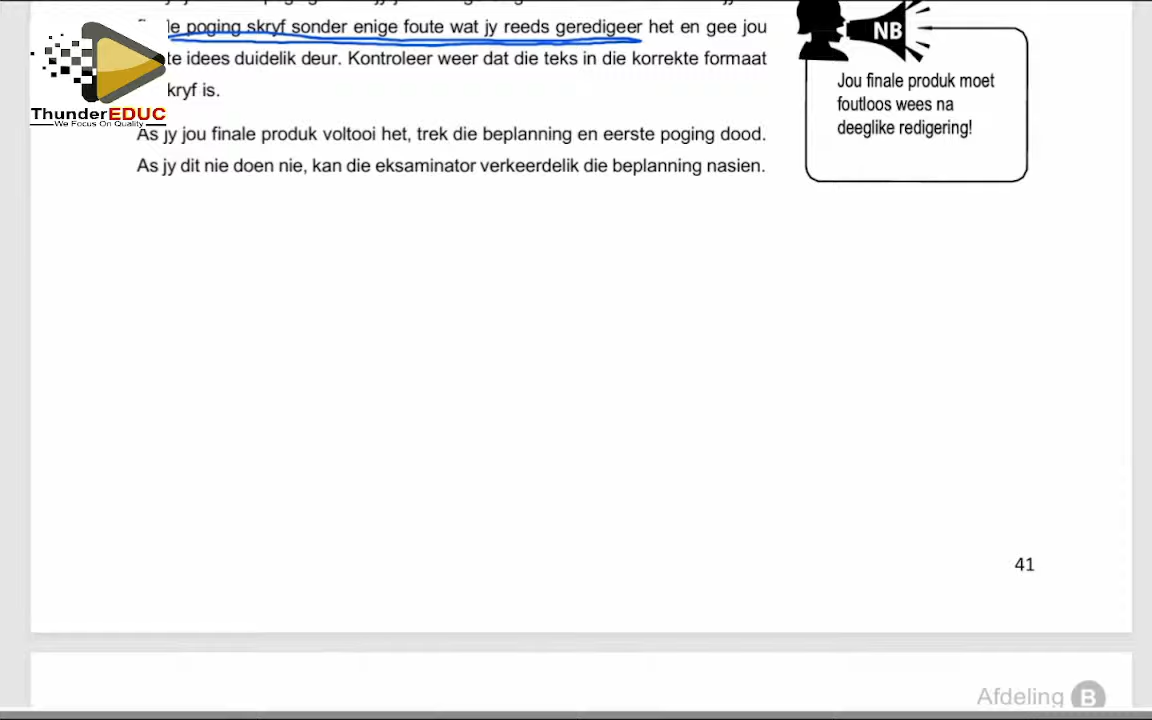 poging skryf sonder enige foute wat jy reeds geredigeer het en gee jou
idees duidelik deur. Kontroleer weer dat die teks in die korrekte formaat
is.
As jy jou finale produk voltooi het, trek die beplanning en eerste poging dood.
As jy dit nie doen nie, kan die eksaminator verkeerdelik die beplanning nasien.
NB
Jou finale produk moet
foutloos wees na
deeglike redigering!
ThunderEDUC
We Focus On Quality
41
Afdeling B